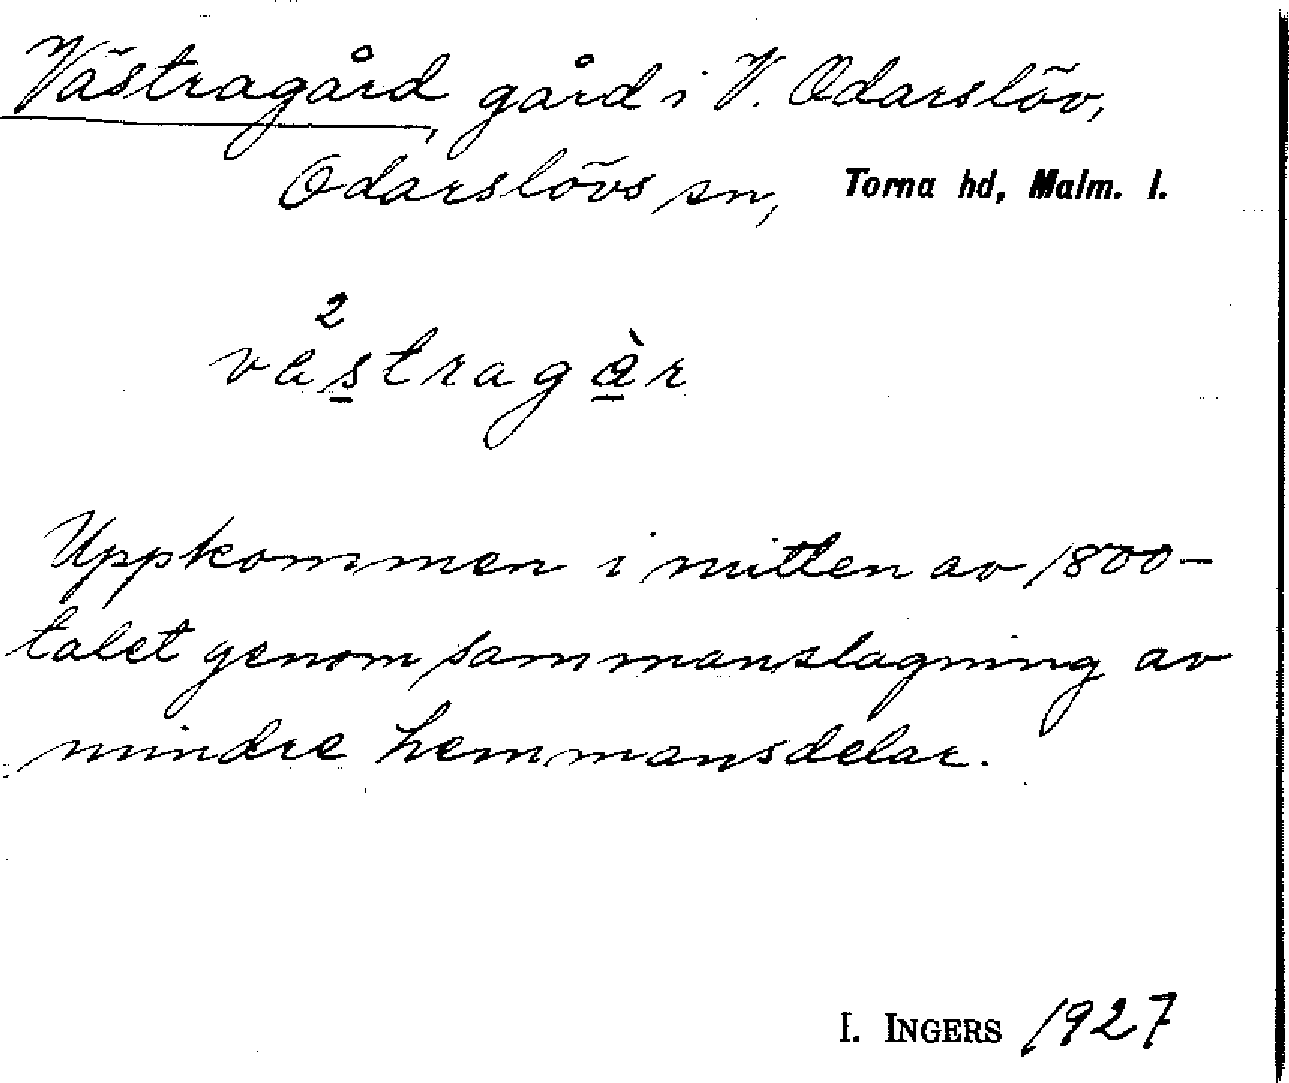 Västragård, gård i V. Odarslöv,
Odarslövs sn, Torna hd, Malm. l.
2
västragàr
Uppkommen i mitten av 1800-
talet genom sammanslagning av
mindre hemmansdelar.
I. INGERS 1927